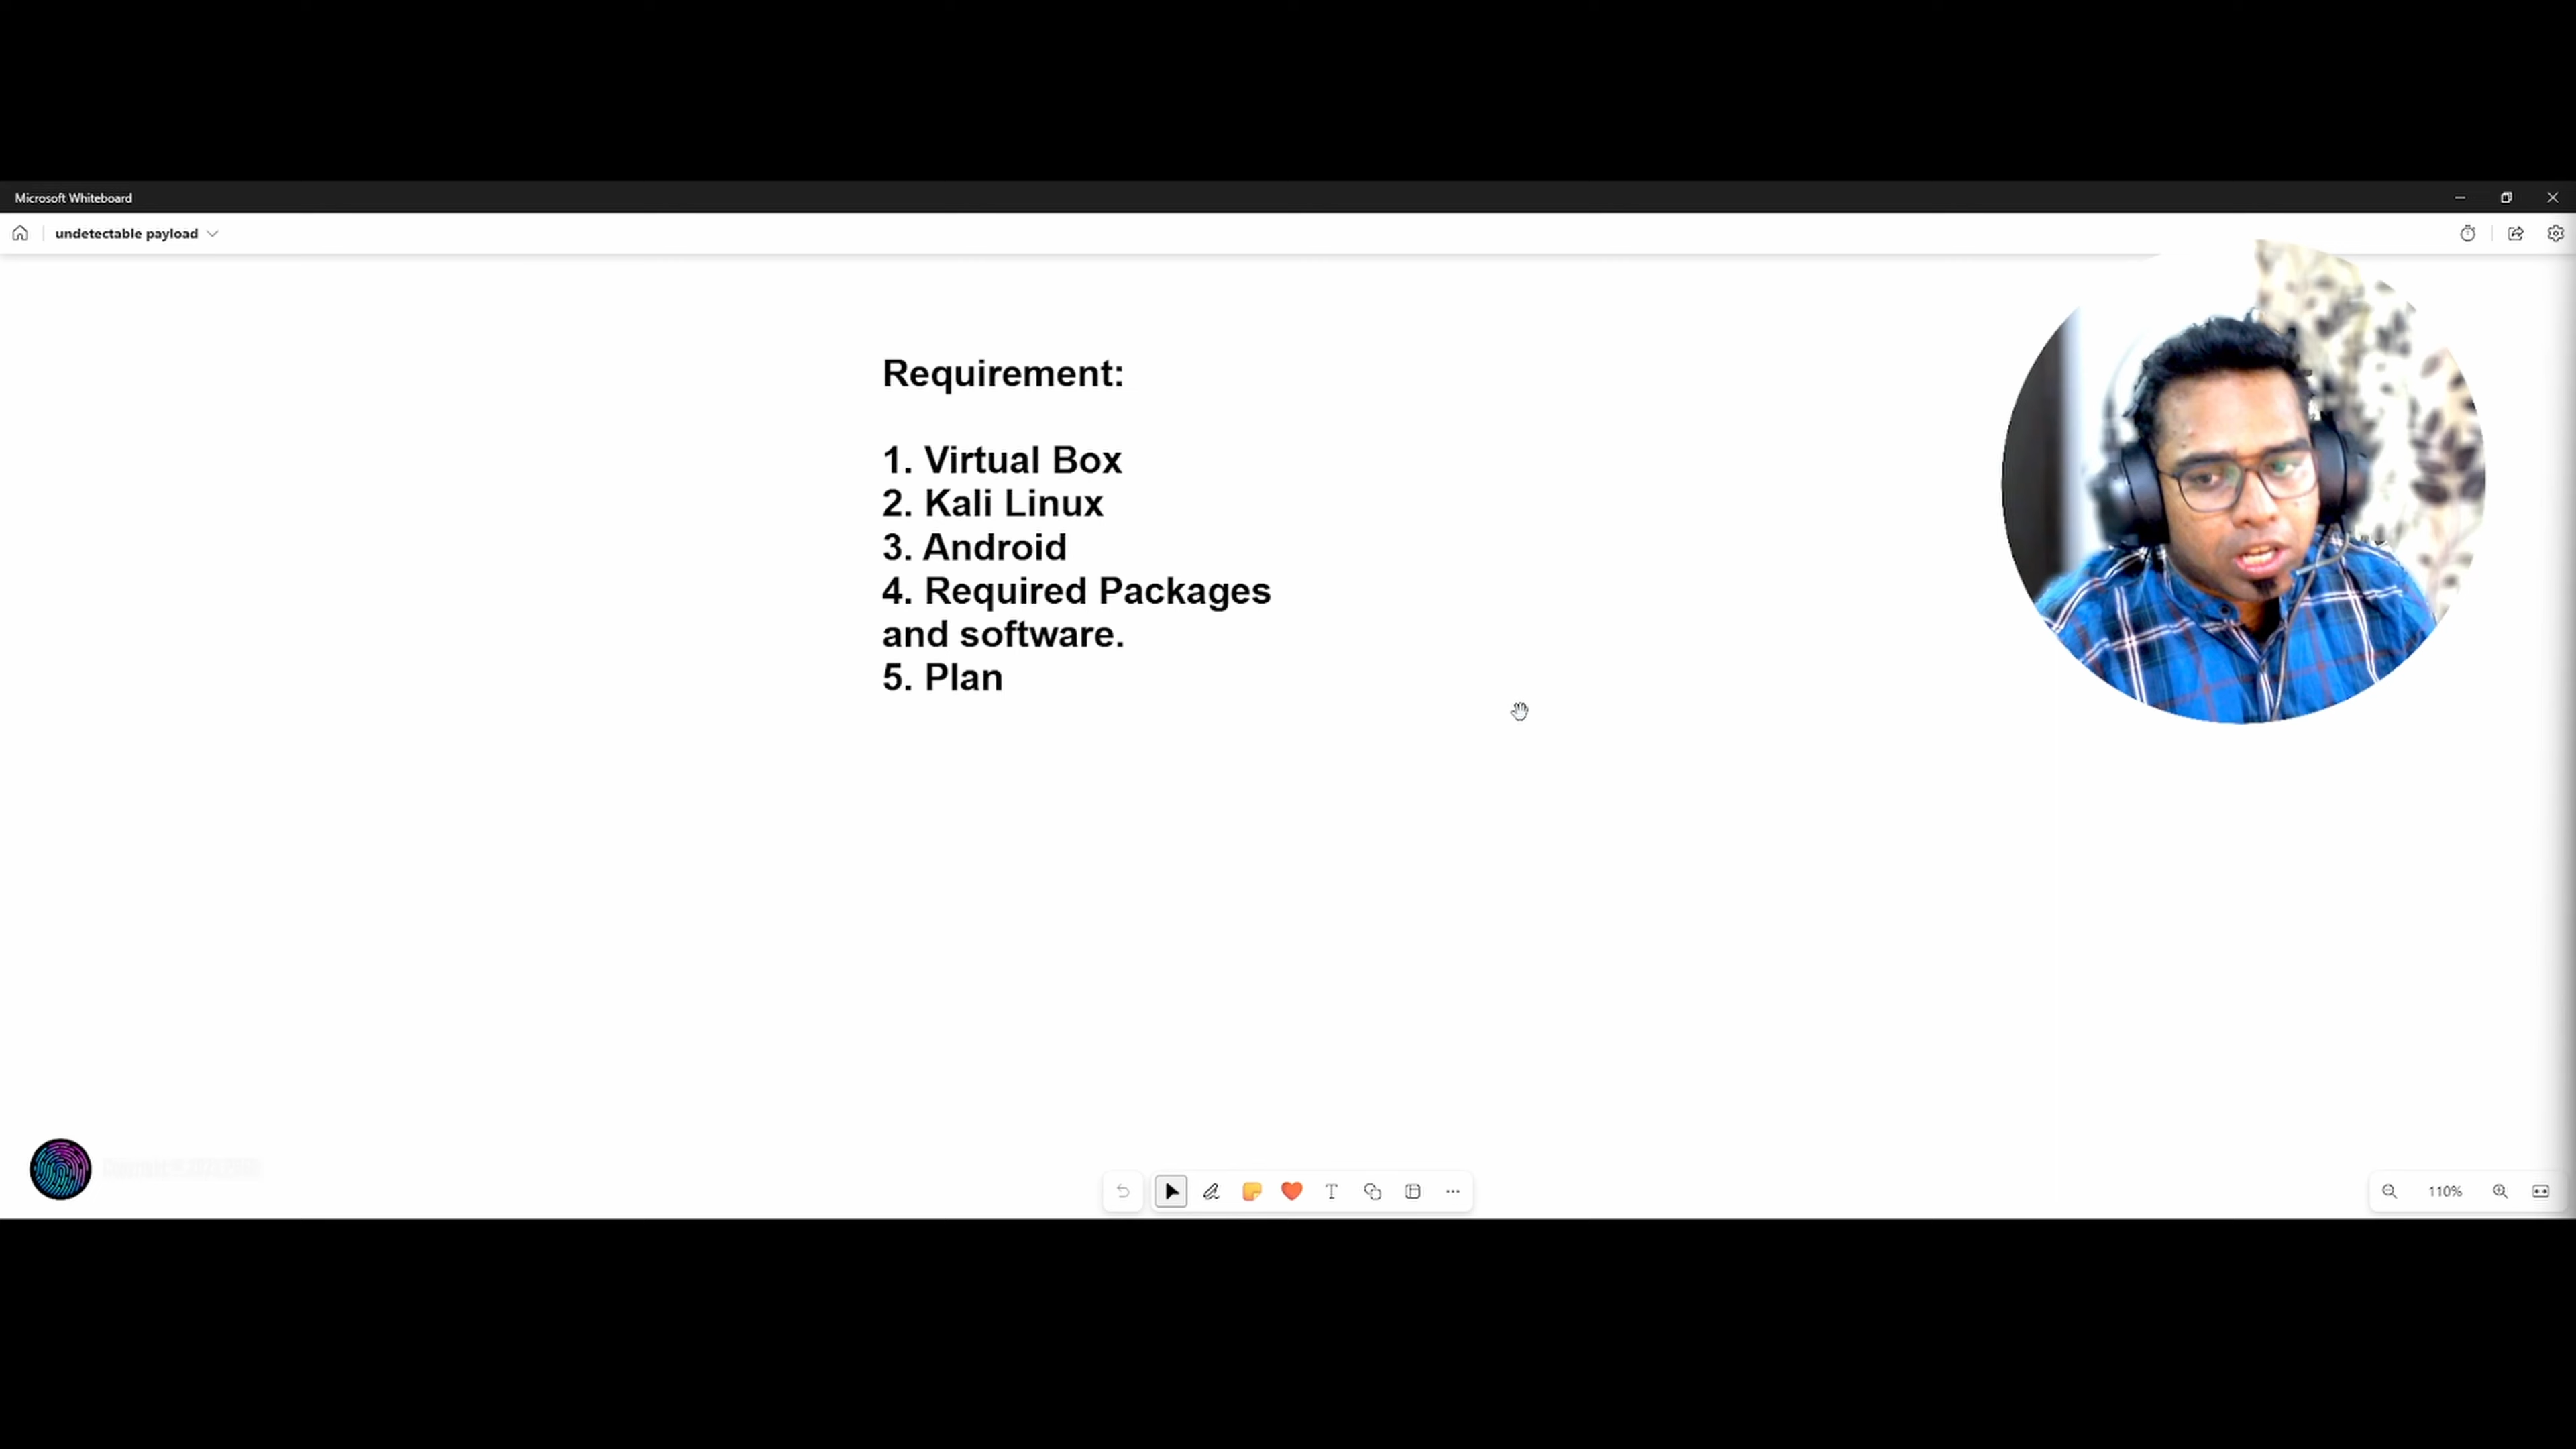 Microsoft Whiteboard
undetectable payload
Requirement:
1. Virtual Box
2. Kali Linux
3. Android
4. Required Packages
and software.
5. Plan
110%